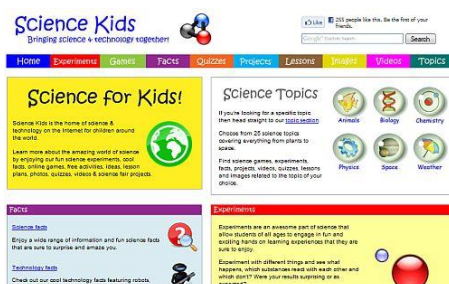 Science Kids
Bringing science & technology together!
Like
255 people like this. Be the first of your
friends.
Search
Home Experiments Games Facts Quizzes Projects Lessons Images Videos Topics
Science for Kids!
Science Kids is the home of science &
technology on the Internet for children around
the world.
Learn more about the amazing world of science
by enjoying our fun science experiments, cool
facts, online games, free activities, ideas, lesson
plans, photos, quizzes, videos & science fair projects.
Science Topics
If you're looking for a specific topic
then head straight to our topic section
Choose from 25 science topics
covering everything from plants to
space.
Find science games, experiments,
facts, projects, videos, quizzes, lessons
and images related to the topic of your
choice.
Animals Biology Chemistry
Physics Space Weather
Facts
Science facts
Enjoy a wide range of information and fun science facts
that are sure to surprise and amaze you.
Technology facts
Check out our cool technology facts featuring robots,
Experiments
Experiments are an awesome part of science that
allow students of all ages to engage in fun and
exciting hands on learning experiences that they are
sure to enjoy.
Experiment with different things and see what
happens, which substances react with each other and
which don't? Were your results surprising or as